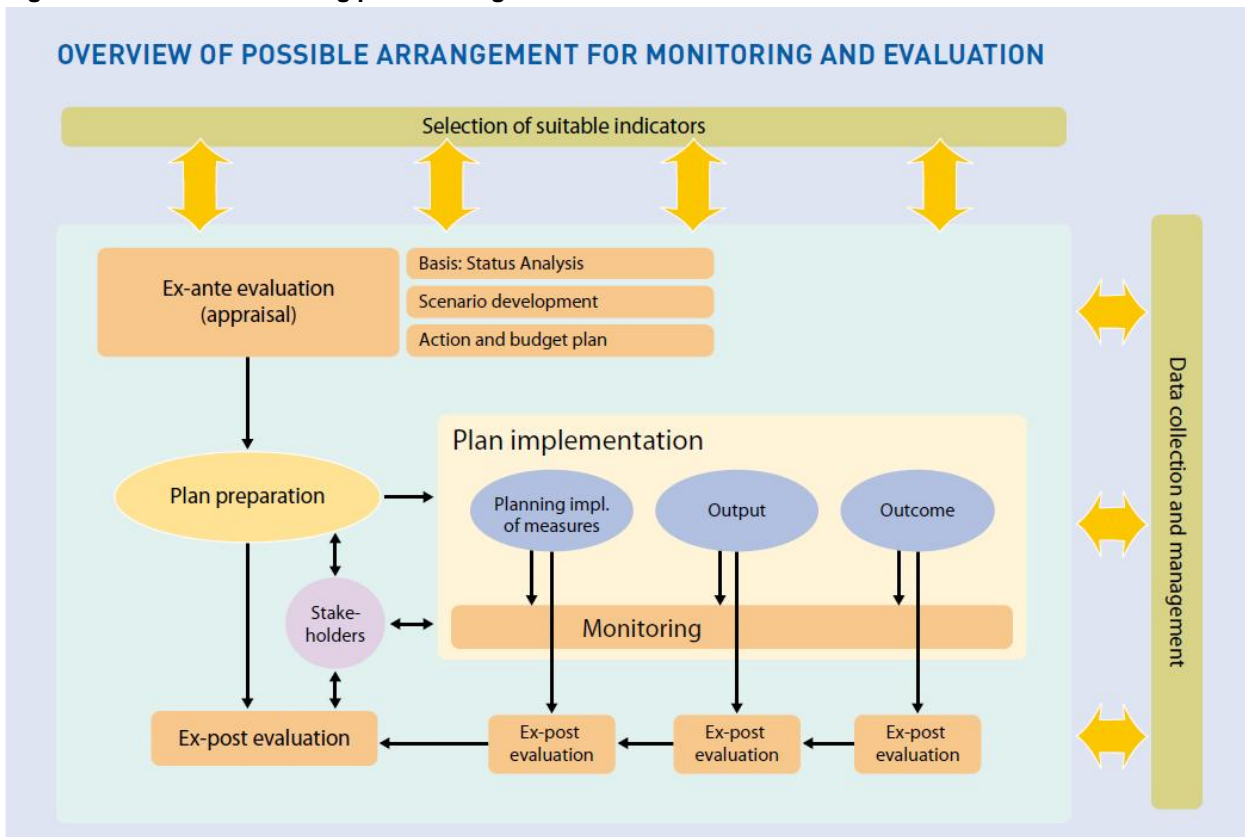 OVERVIEW OF POSSIBLE ARRANGEMENT FOR MONITORING AND EVALUATION
Selection of suitable indicators
Ex-ante evaluation
(appraisal)
Basis: Status Analysis
Scenario development
Action and budget plan
Data collection and management
Plan implementation
Plan preparation
Planning impl.
of measures
Output
Outcome
Stake-
holders
Monitoring
Ex-post evaluation
Ex-post
evaluation
Ex-post
evaluation
Ex-post
evaluation